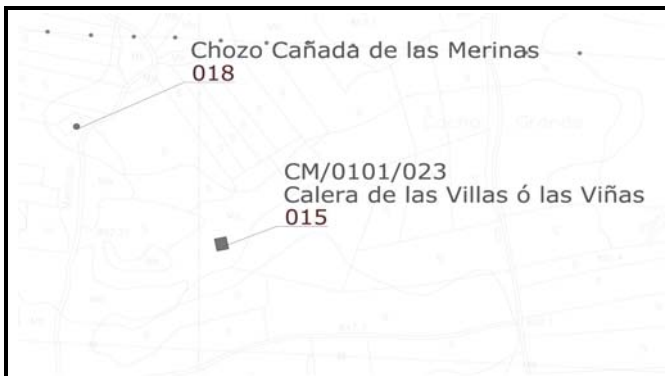 Chozo Cañada de las Merinas
018
CM/0101/023
Calera de las Villas ó las Viñas
015